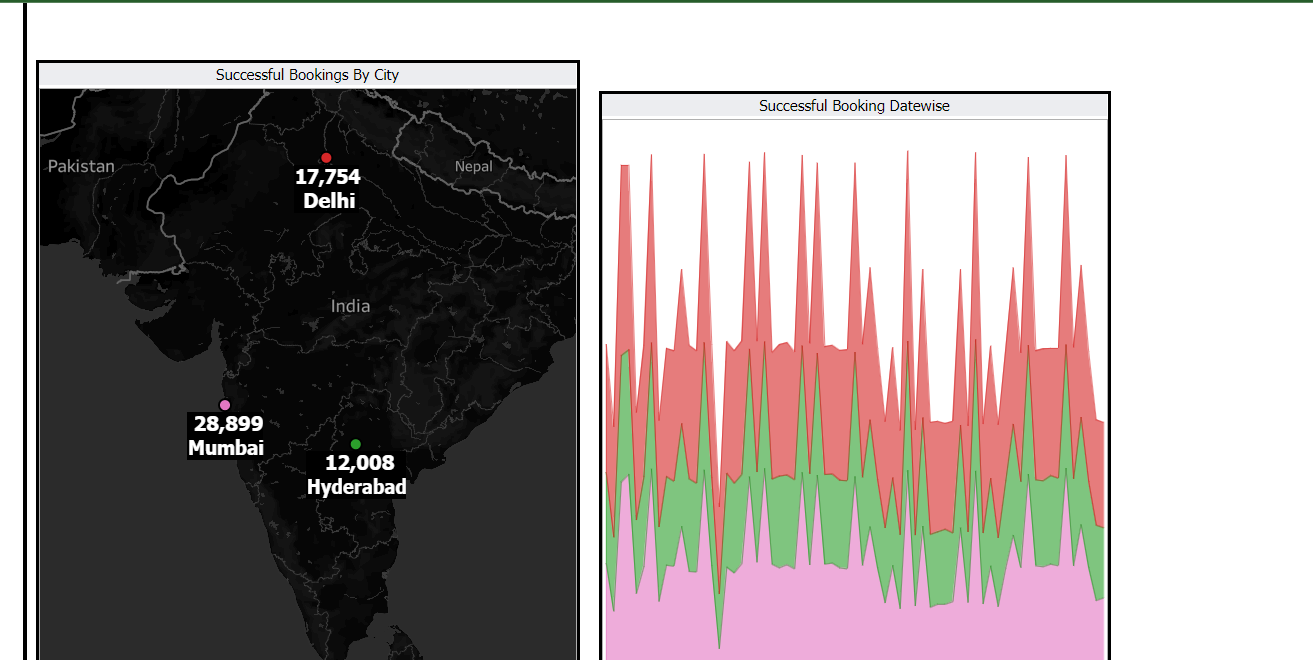 Successful Bookings By City
Successful Booking Datewise
Pakistan
Nepal
17,754
Delhi
India
28,899
Mumbai
12,008
Hyderabad